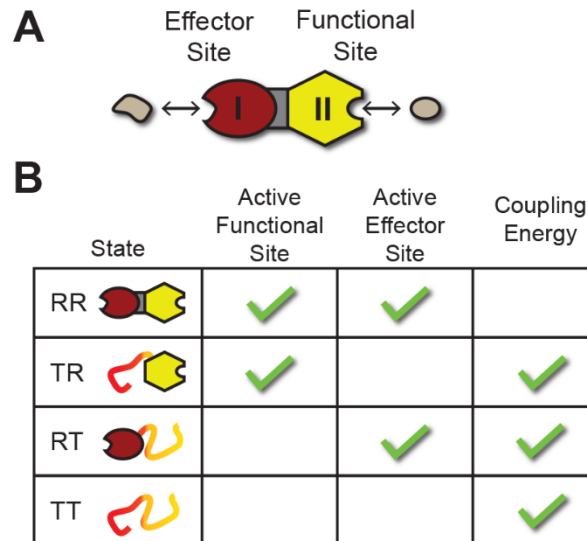 A
Effector
Site
Functional
Site
I
II
B
State
Active
Functional
Site
Active
Effector
Site
Coupling
Energy
RR
TR
RT
TT